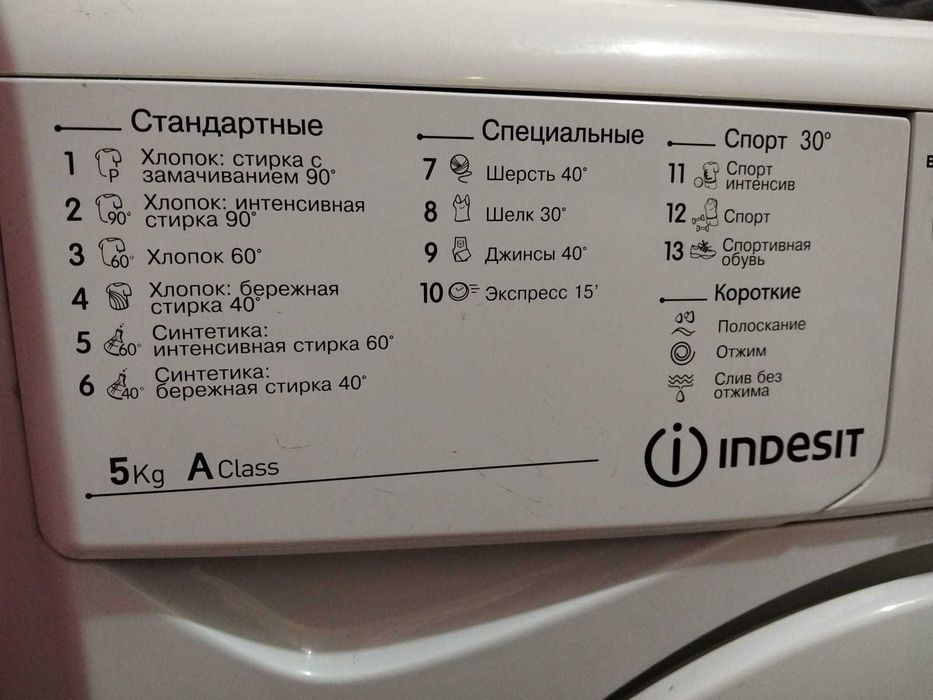 Стандартные
1 P Хлопок: стирка с
замачиванием 90°
2 90° Хлопок: интенсивная
стирка 90°
3 60° Хлопок 60°
4 Хлопок: бережная
стирка 40°
5 60° Синтетика:
интенсивная стирка 60°
6 40° Синтетика:
бережная стирка 40°
Специальные
7 Шерсть 40°
8 Шелк 30°
9 Джинсы 40°
10 Экспресс 15'
Спорт 30°
11 Спорт
интенсив
12 Спорт
13 Спортивная
обувь
Короткие
Полоскание
Отжим
Слив без
отжима
5Kg A Class
indesit